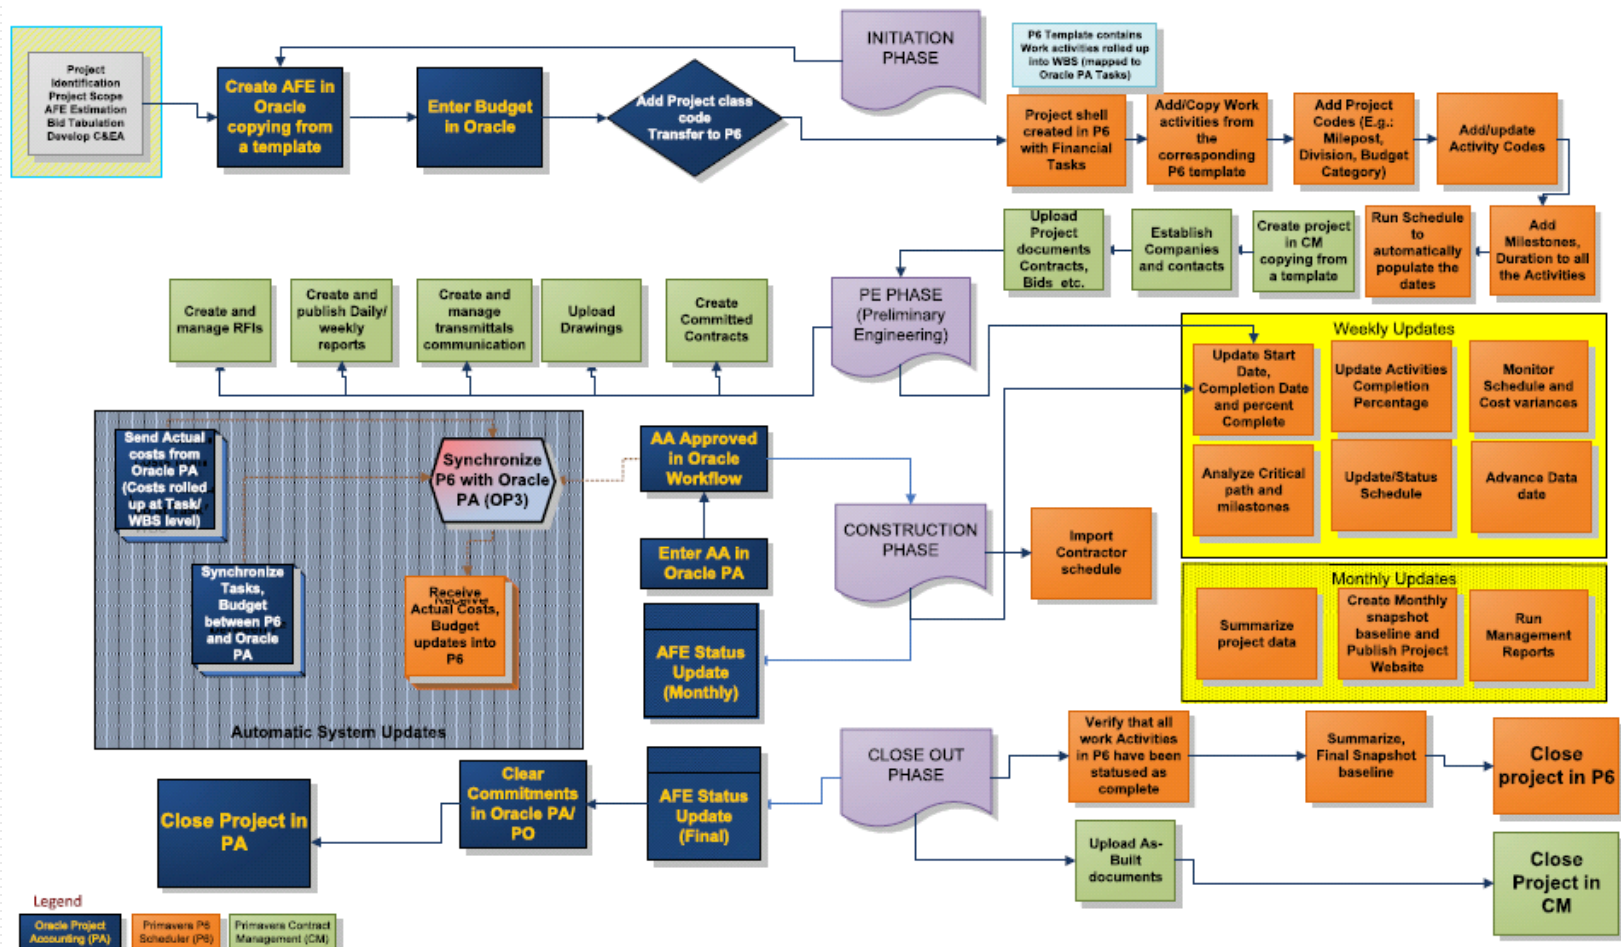 Project
Identification
Project Scope
AFE Estimation
Bid Tabulation
Develop C&EA
Create AFE in
Oracle
copying from
a template
Enter Budget
in Oracle
Add Project class
code
Transfer to P6
INITIATION
PHASE
P6 Template contains
Work activities rolled up
into WBS (mapped to
Oracle PA Tasks)
Project shell
created in P6
with Financial
Tasks
Add/Copy Work
activities from
the
corresponding
P6 template
Add Project
Codes (E.g.:
Milepost,
Division, Budget
Category)
Add/update
Activity Codes
Upload
Project
documents
Contracts,
Bids etc.
Establish
Companies
and contacts
Create project
in CM
copying from
a template
Run Schedule
to
automatically
populate the
dates
Add
Milestones,
Duration to all
the Activities
Create and
manage RFIs
Create and
publish Daily/
weekly
reports
Create and
manage
transmittals
communication
Upload
Drawings
Create
Committed
Contracts
PE PHASE
(Preliminary
Engineering)
Weekly Updates
Update Start
Date,
Completion Date
and percent
Complete
Update Activities
Completion
Percentage
Monitor
Schedule and
Cost variances
Analyze Critical
path and
milestones
Update/Status
Schedule
Advance Data
date
Send Actual
costs from
Oracle PA
(Costs rolled
up at Task/
WBS level)
Synchronize
P6 with Oracle
PA (OP3)
AA Approved
in Oracle
Workflow
Enter AA in
Oracle PA
CONSTRUCTION
PHASE
Import
Contractor
schedule
Synchronize
Tasks,
Budget
between P6
and Oracle
PA
Receive
Actual Costs,
Budget
updates into
P6
Automatic System Updates
AFE Status
Update
(Monthly)
Monthly Updates
Summarize
project data
Create Monthly
snapshot
baseline and
Publish Project
Website
Run
Management
Reports
CLOSE OUT
PHASE
Verify that all
work Activities
in P6 have been
statused as
complete
Summarize,
Final Snapshot
baseline
Close
project in P6
Close Project in
PA
Clear
Commitments
in Oracle PA/
PO
AFE Status
Update
(Final)
Upload As-
Built
documents
Close
Project in
CM
Legend
Oracle Project
Accounting (PA)
Primavera P6
Scheduler (P6)
Primavera Contract
Management (CM)